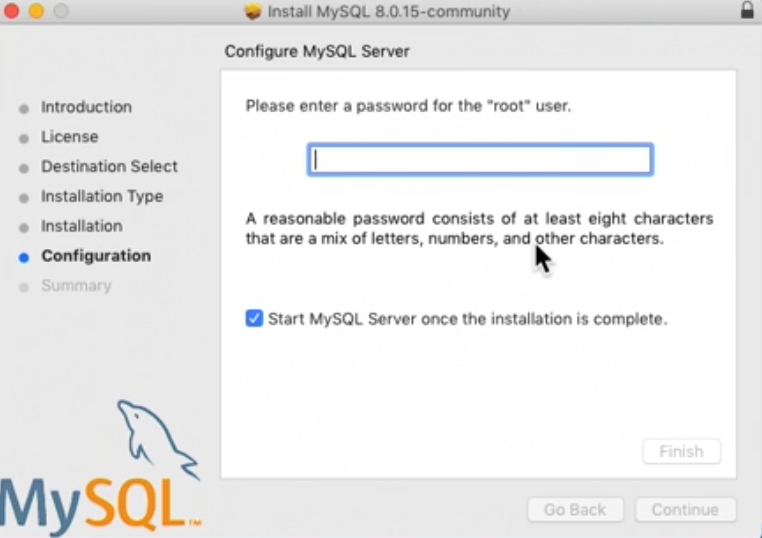 Install MySQL 8.0.15-community
Configure MySQL Server
Introduction
License
Destination Select
Installation Type
Installation
Configuration
Summary
Please enter a password for the "root" user.
A reasonable password consists of at least eight characters
that are a mix of letters, numbers, and other characters.
Start MySQL Server once the installation is complete.
Finish
MySQL™
Go Back
Continue